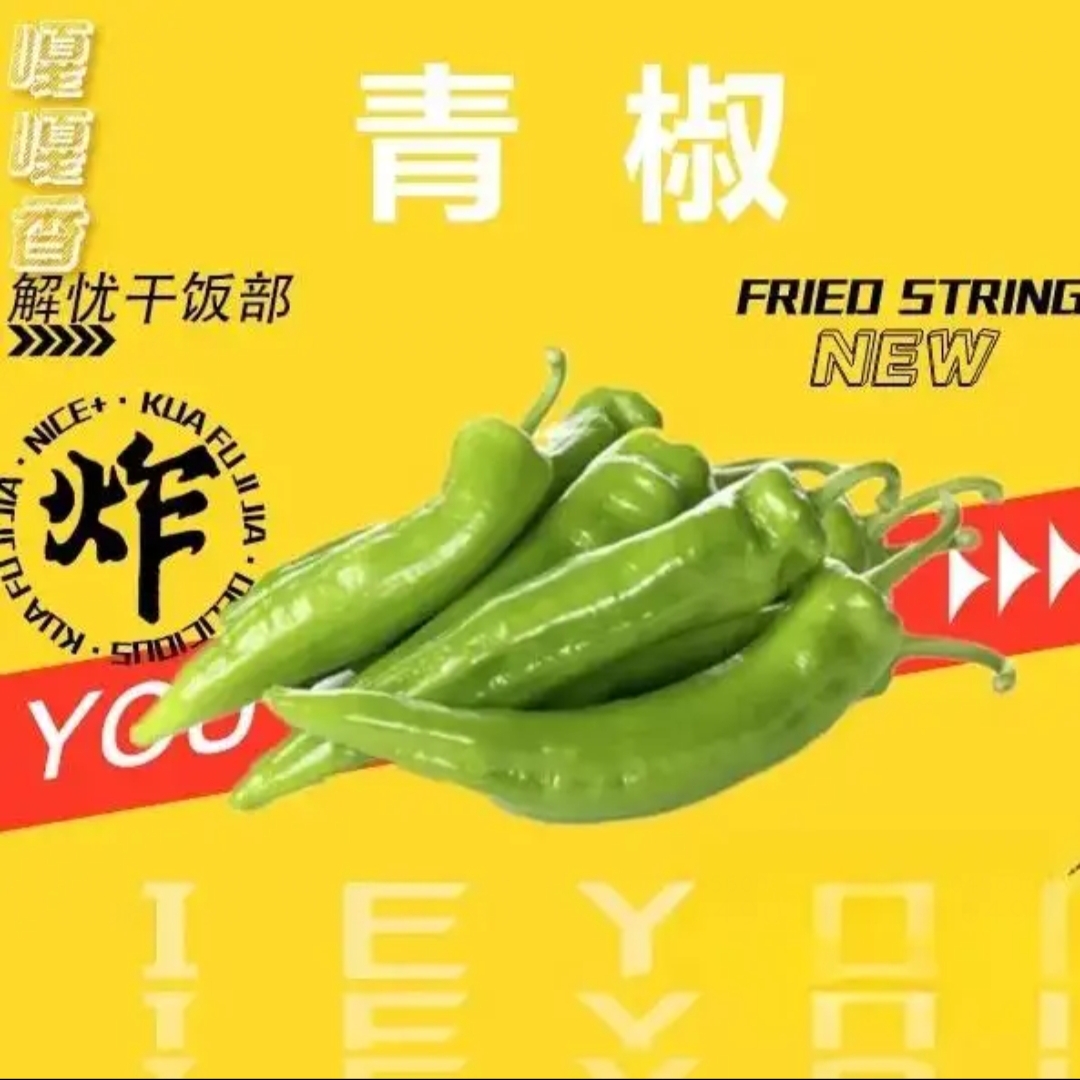 嘎嘎香
青椒
解忧干饭部
FRIED STRING
NEW
NICE+ · KUA FU JI JIA · DELICIOUS · KUA FU JI JIA ·
炸
YOU
I E Y O
I E Y O